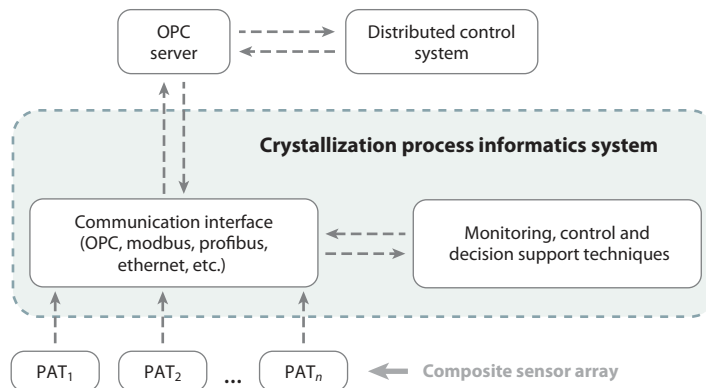 OPC
server
Distributed control
system
Crystallization process informatics system
Communication interface
(OPC, modbus, profibus,
ethernet, etc.)
Monitoring, control and
decision support techniques
PAT₁
PAT₂
...
PATₙ
Composite sensor array